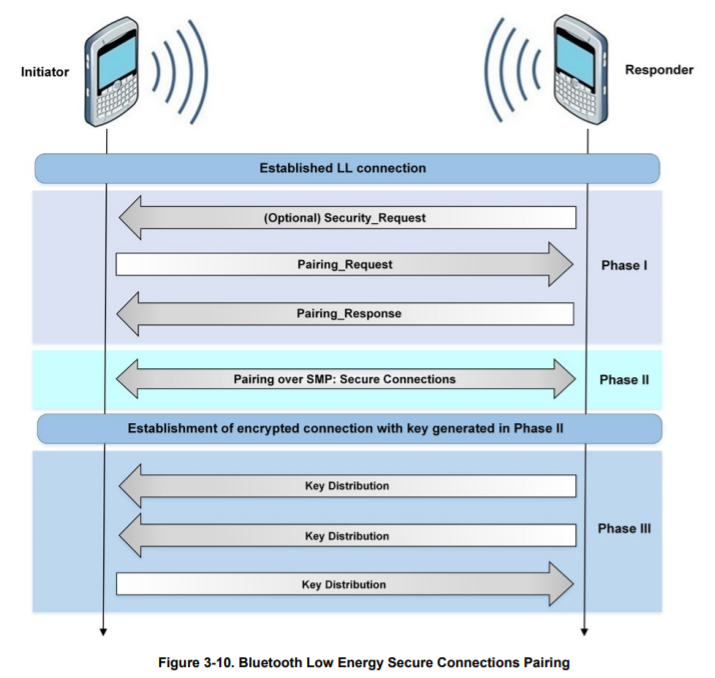 Initiator
Responder
Established LL connection
(Optional) Security_Request
Pairing_Request
Phase I
Pairing_Response
Pairing over SMP: Secure Connections
Phase II
Establishment of encrypted connection with key generated in Phase II
Key Distribution
Key Distribution
Phase III
Key Distribution
Figure 3-10. Bluetooth Low Energy Secure Connections Pairing